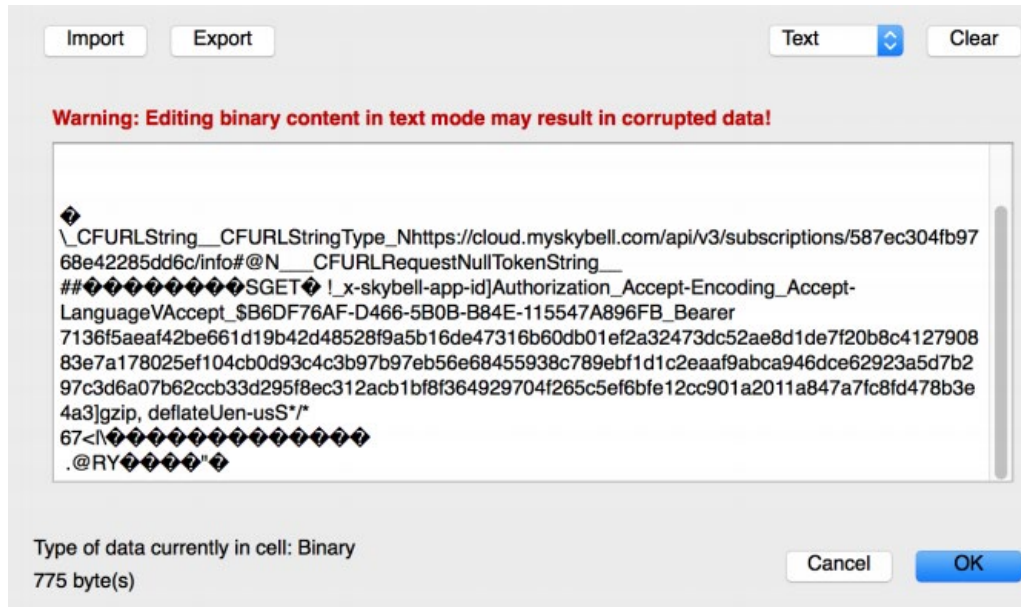 Import Export Text Clear
Warning: Editing binary content in text mode may result in corrupted data!
�
\_CFURLString__CFURLStringType_Nhttps://cloud.myskybell.com/api/v3/subscriptions/587ec304fb97
68e42285dd6c/info#@N___CFURLRequestNullTokenString__
##��������SGET� !_x-skybell-app-id]Authorization_Accept-Encoding_Accept-
LanguageVAccept_$B6DF76AF-D466-5B0B-B84E-115547A896FB_Bearer
7136f5aeaf42be661d19b42d48528f9a5b16de47316b60db01ef2a32473dc52ae8d1de7f20b8c4127908
83e7a178025ef104cb0d93c4c3b97b97eb56e68455938c789ebf1d1c2eaaf9abca946dce62923a5d7b2
97c3d6a07b62ccb33d295f8ec312acb1bf8f364929704f265c5ef6bfe12cc901a2011a847a7fc8fd478b3e
4a3]gzip, deflateUen-usS*/*
67<I\���������������
.@RY����"�
Type of data currently in cell: Binary
775 byte(s)
Cancel OK